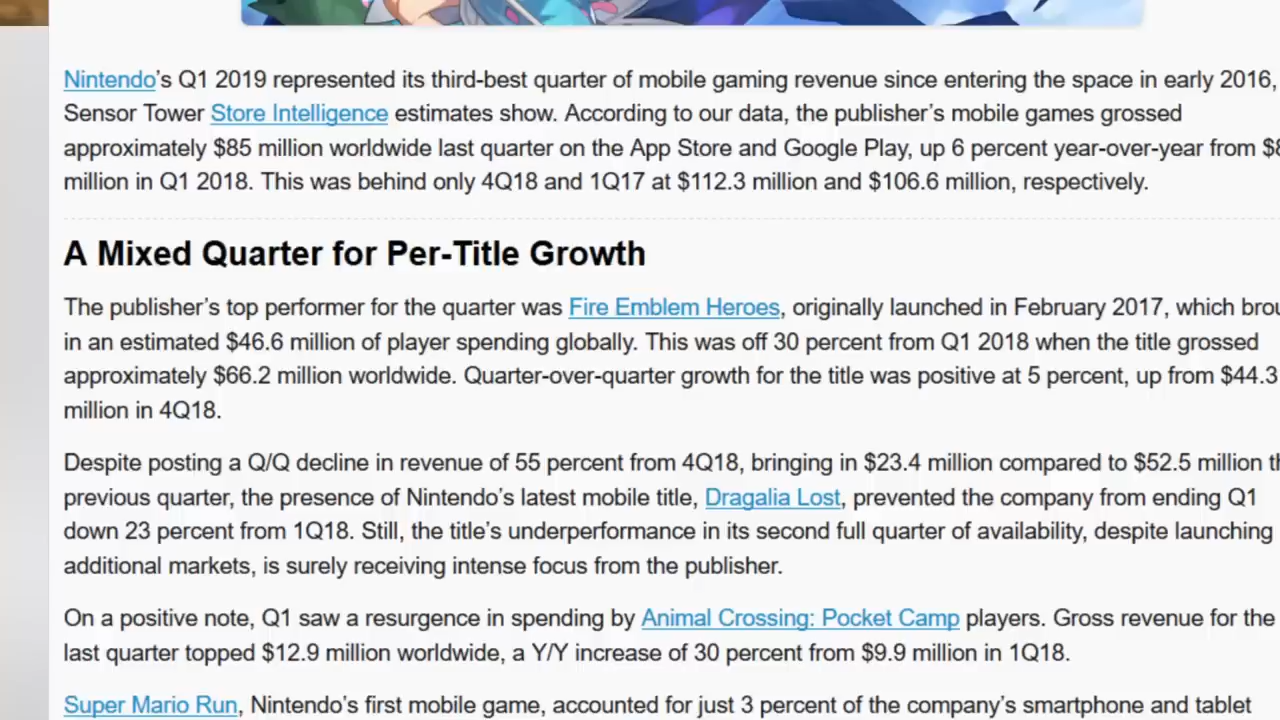 Nintendo's Q1 2019 represented its third-best quarter of mobile gaming revenue since entering the space in early 2016,
Sensor Tower Store Intelligence estimates show. According to our data, the publisher's mobile games grossed
approximately $85 million worldwide last quarter on the App Store and Google Play, up 6 percent year-over-year from
million in Q1 2018. This was behind only 4Q18 and 1Q17 at $112.3 million and $106.6 million, respectively.
A Mixed Quarter for Per-Title Growth
The publisher's top performer for the quarter was Fire Emblem Heroes, originally launched in February 2017, which
in an estimated $46.6 million of player spending globally. This was off 30 percent from Q1 2018 when the title grossed
approximately $66.2 million worldwide. Quarter-over-quarter growth for the title was positive at 5 percent, up from $44.3
million in 4Q18.
Despite posting a Q/Q decline in revenue of 55 percent from 4Q18, bringing in $23.4 million compared to $52.5 million
previous quarter, the presence of Nintendo's latest mobile title, Dragalia Lost, prevented the company from ending Q1
down 23 percent from 1Q18. Still, the title's underperformance in its second full quarter of availability, despite launching
additional markets, is surely receiving intense focus from the publisher.
On a positive note, Q1 saw a resurgence in spending by Animal Crossing: Pocket Camp players. Gross revenue for the
last quarter topped $12.9 million worldwide, a Y/Y increase of 30 percent from $9.9 million in 1Q18.
Super Mario Run, Nintendo's first mobile game, accounted for just 3 percent of the company's smartphone and tablet